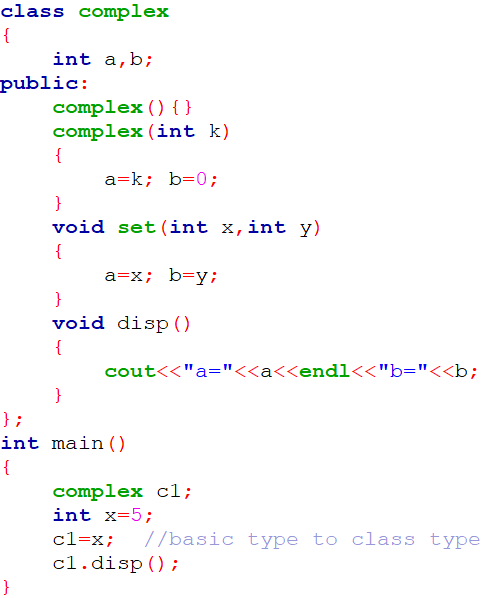 class complex
{
    int a,b;
public:
    complex(){}
    complex(int k)
    {
        a=k; b=0;
    }
    void set(int x,int y)
    {
        a=x; b=y;
    }
    void disp()
    {
        cout<<"a="<<a<<endl<<"b="<<b;
    }
};
int main()
{
    complex c1;
    int x=5;
    c1=x;  //basic type to class type
    c1.disp();
}